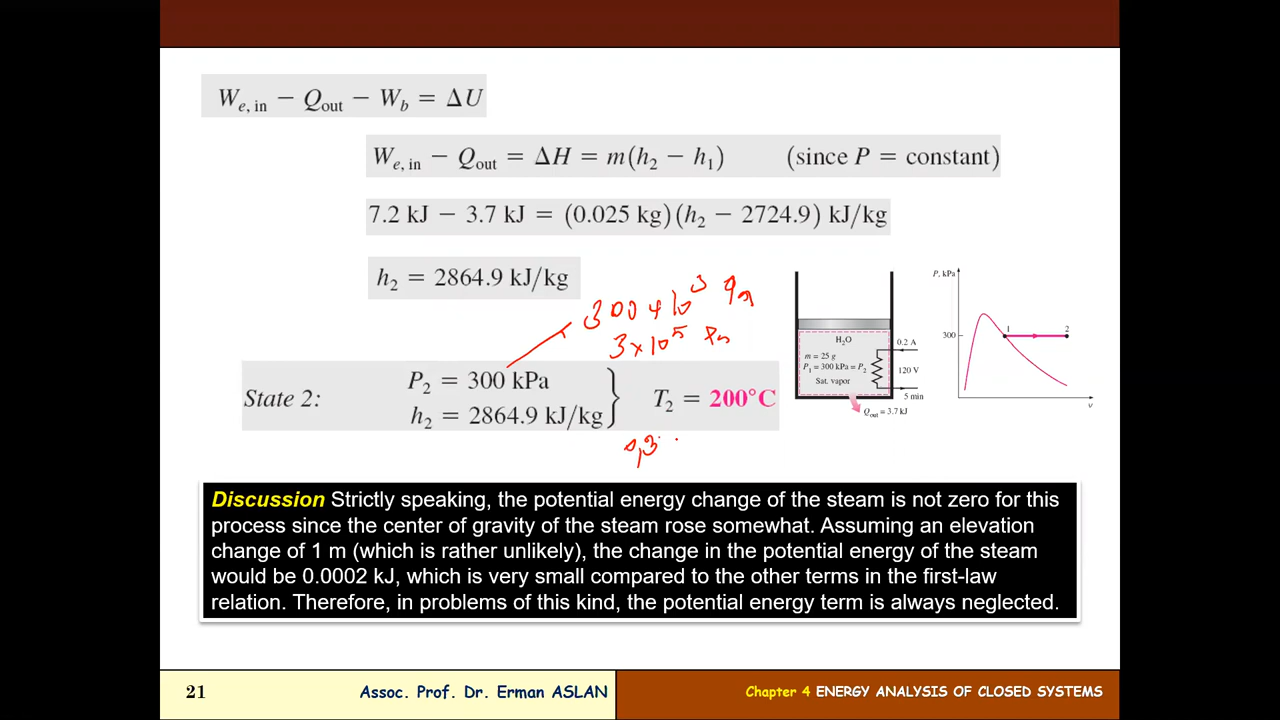 W_e, in − Q_out − W_b = ΔU
W_e, in − Q_out = ΔH = m(h_2 − h_1) (since P = constant)
7.2 kJ − 3.7 kJ = (0.025 kg)(h_2 − 2724.9) kJ/kg
h_2 = 2864.9 kJ/kg
300 × 10^3 Pa
3 × 10^5 Pa
State 2:
P_2 = 300 kPa
h_2 = 2864.9 kJ/kg
T_2 = 200°C
0,3
H_2O
m = 25 g
P_1 = 300 kPa = P_2
Sat. vapor
0.2 A
120 V
5 min
Q_out = 3.7 kJ
P, kPa
300
1
2
v
Discussion Strictly speaking, the potential energy change of the steam is not zero for this
process since the center of gravity of the steam rose somewhat. Assuming an elevation
change of 1 m (which is rather unlikely), the change in the potential energy of the steam
would be 0.0002 kJ, which is very small compared to the other terms in the first-law
relation. Therefore, in problems of this kind, the potential energy term is always neglected.
21
Assoc. Prof. Dr. Erman ASLAN
Chapter 4 ENERGY ANALYSIS OF CLOSED SYSTEMS